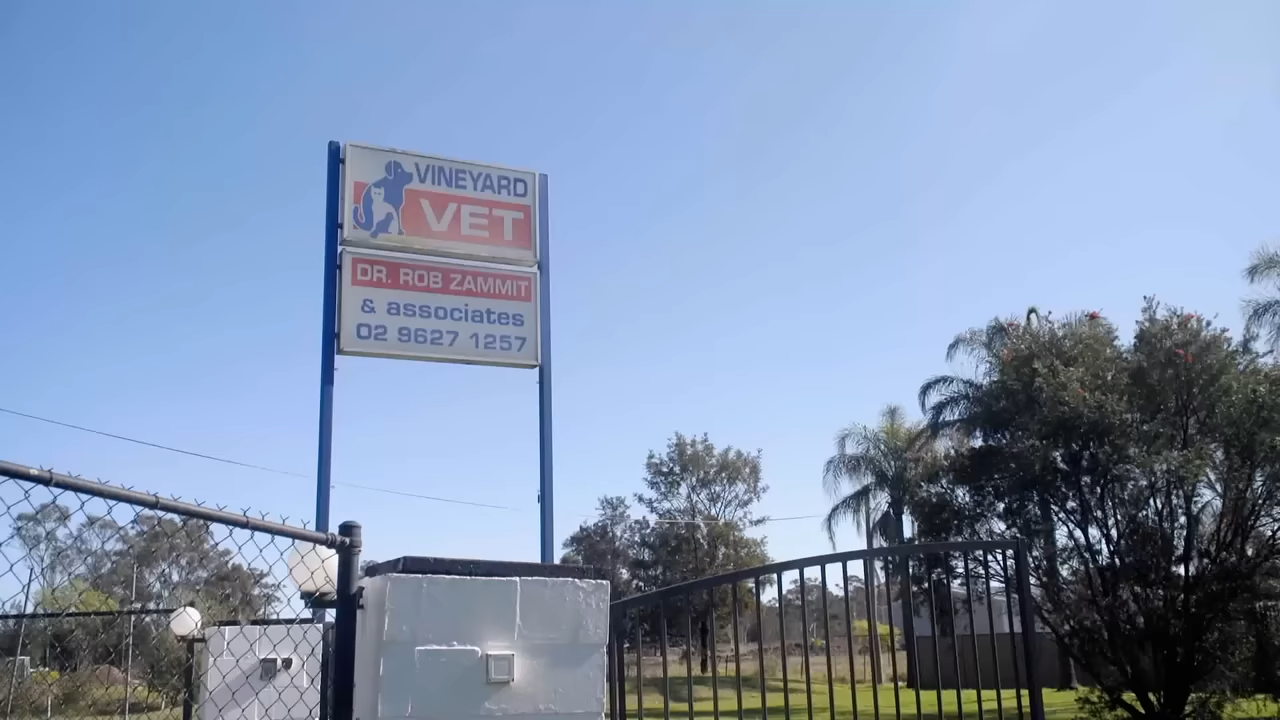 VINEYARD
VET
DR. ROB ZAMMIT
& associates
02 9627 1257